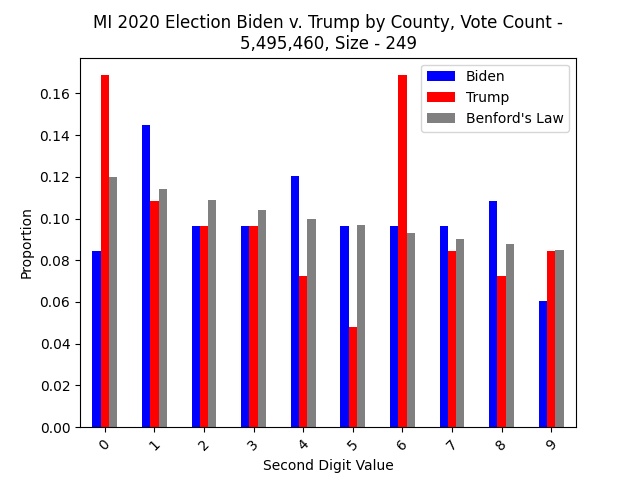 MI 2020 Election Biden v. Trump by County, Vote Count -
5,495,460, Size - 249
Biden
Trump
Benford's Law
Proportion
0.16
0.14
0.12
0.10
0.08
0.06
0.04
0.02
0.00
0 1 2 3 4 5 6 7 8 9
Second Digit Value